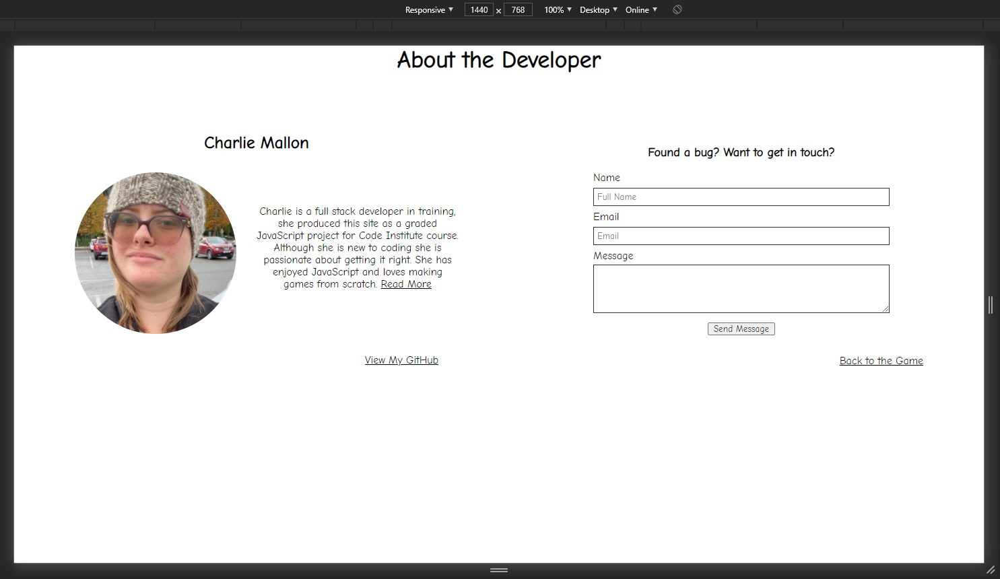 Responsive 1440 × 768 100% Desktop Online
About the Developer
Charlie Mallon
Charlie is a full stack developer in training,
she produced this site as a graded
JavaScript project for Code Institute course.
Although she is new to coding she is
passionate about getting it right. She has
enjoyed JavaScript and loves making
games from scratch. Read More
View My GitHub
Found a bug? Want to get in touch?
Name
Full Name
Email
Email
Message
Send Message
Back to the Game